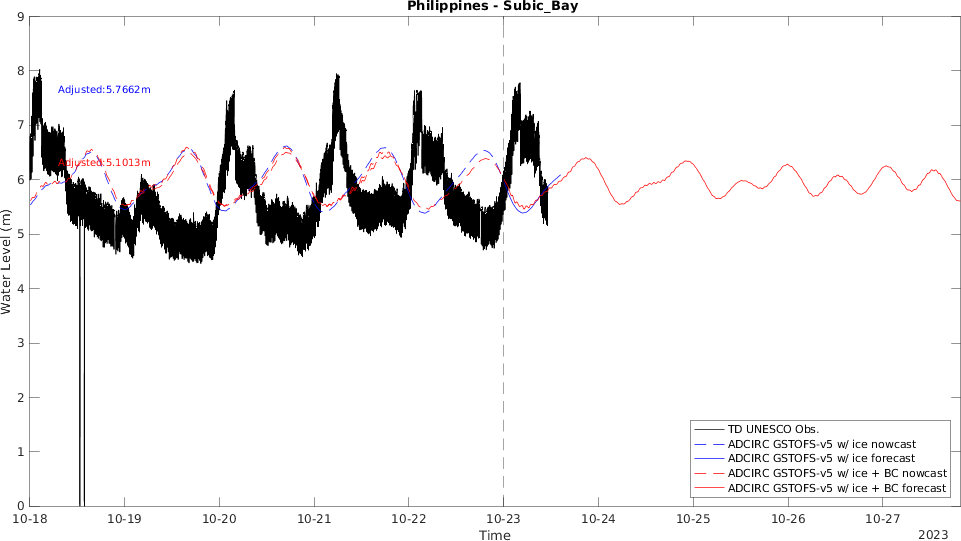 Philippines - Subic_Bay
Water Level (m)
9
8
7
6
5
4
3
2
1
0
Adjusted:5.7662m
Adjusted:5.1013m
TD UNESCO Obs.
ADCIRC GSTOFS-v5 w/ ice nowcast
ADCIRC GSTOFS-v5 w/ ice forecast
ADCIRC GSTOFS-v5 w/ ice + BC nowcast
ADCIRC GSTOFS-v5 w/ ice + BC forecast
10-18 10-19 10-20 10-21 10-22 10-23 10-24 10-25 10-26 10-27
Time
2023